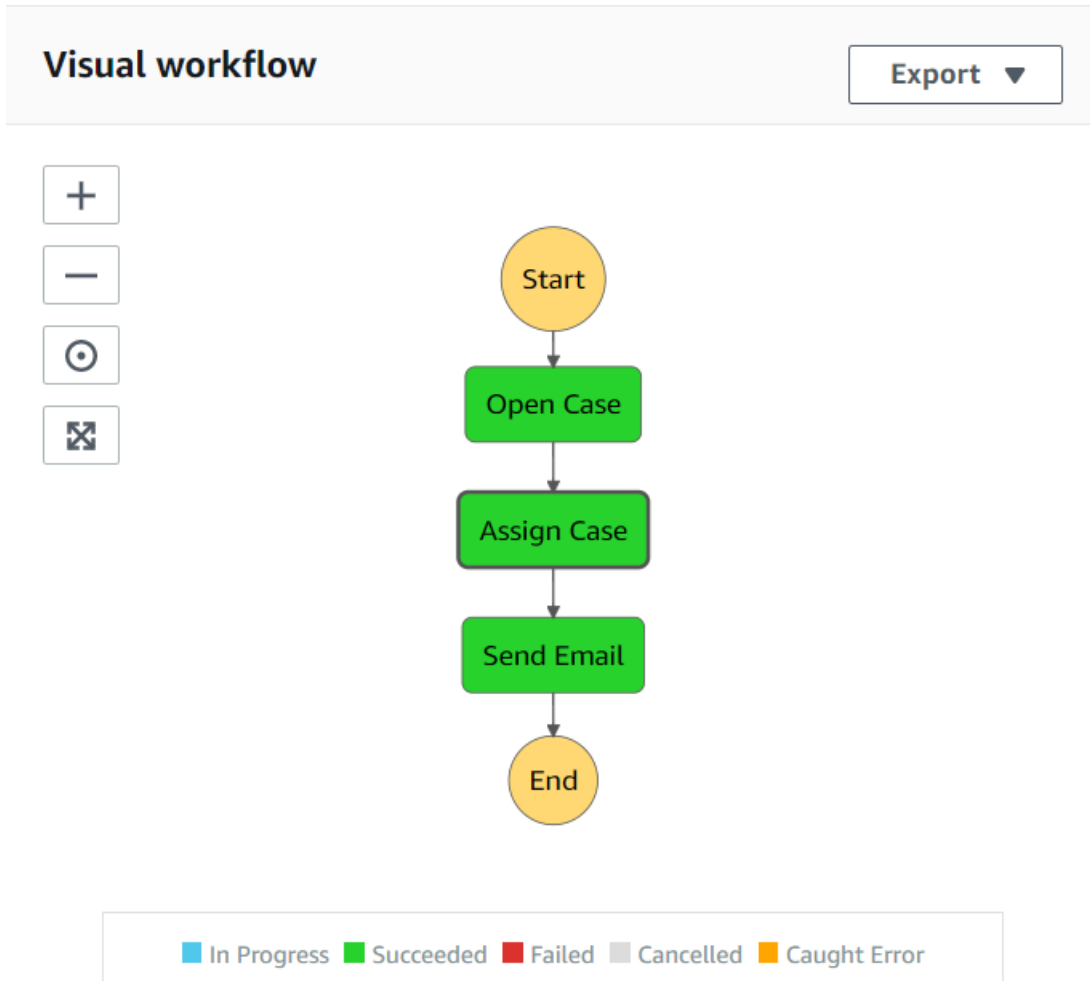 Visual workflow
Export
Start
Open Case
Assign Case
Send Email
End
In Progress Succeeded Failed Cancelled Caught Error